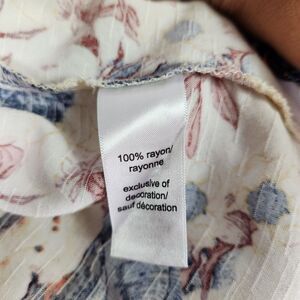 100% rayon/
rayonne
exclusive of
decoration/
sauf décoration